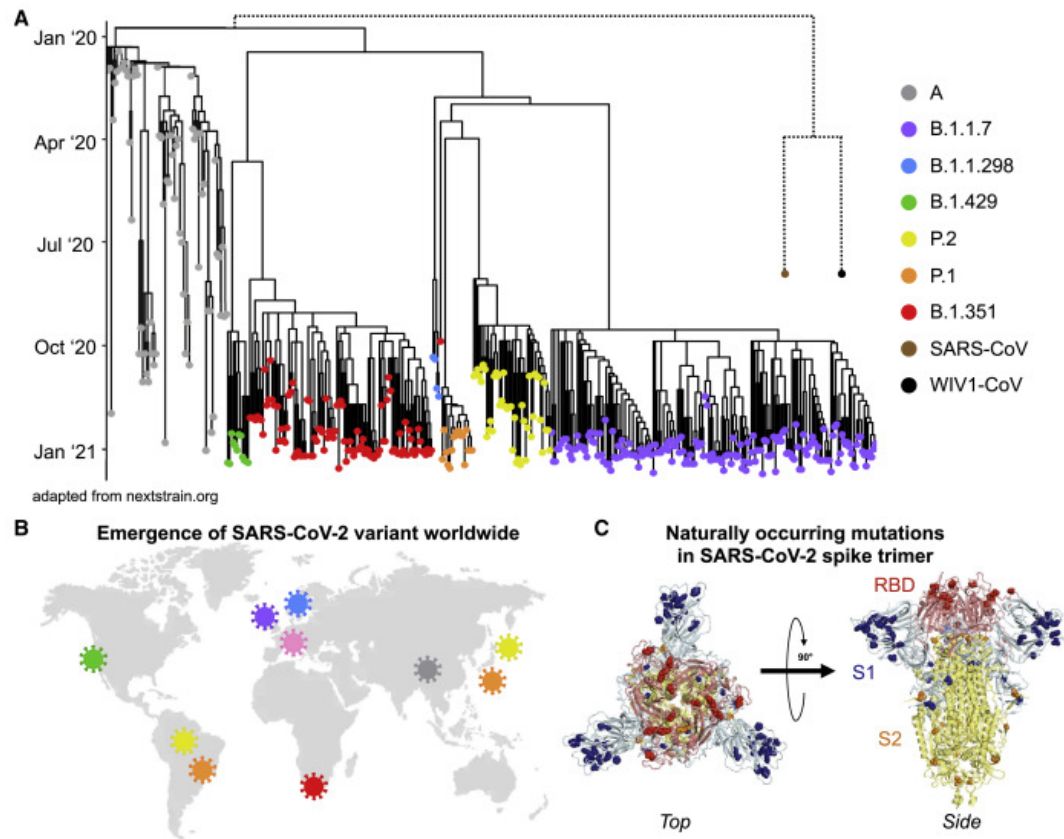 A
Jan '20
Apr '20
Jul '20
Oct '20
Jan '21
adapted from nextstrain.org
A
B.1.1.7
B.1.1.298
B.1.429
P.2
P.1
B.1.351
SARS-CoV
WIV1-CoV
B
Emergence of SARS-CoV-2 variant worldwide
C
Naturally occurring mutations
in SARS-CoV-2 spike trimer
RBD
90°
S1
S2
Top
Side